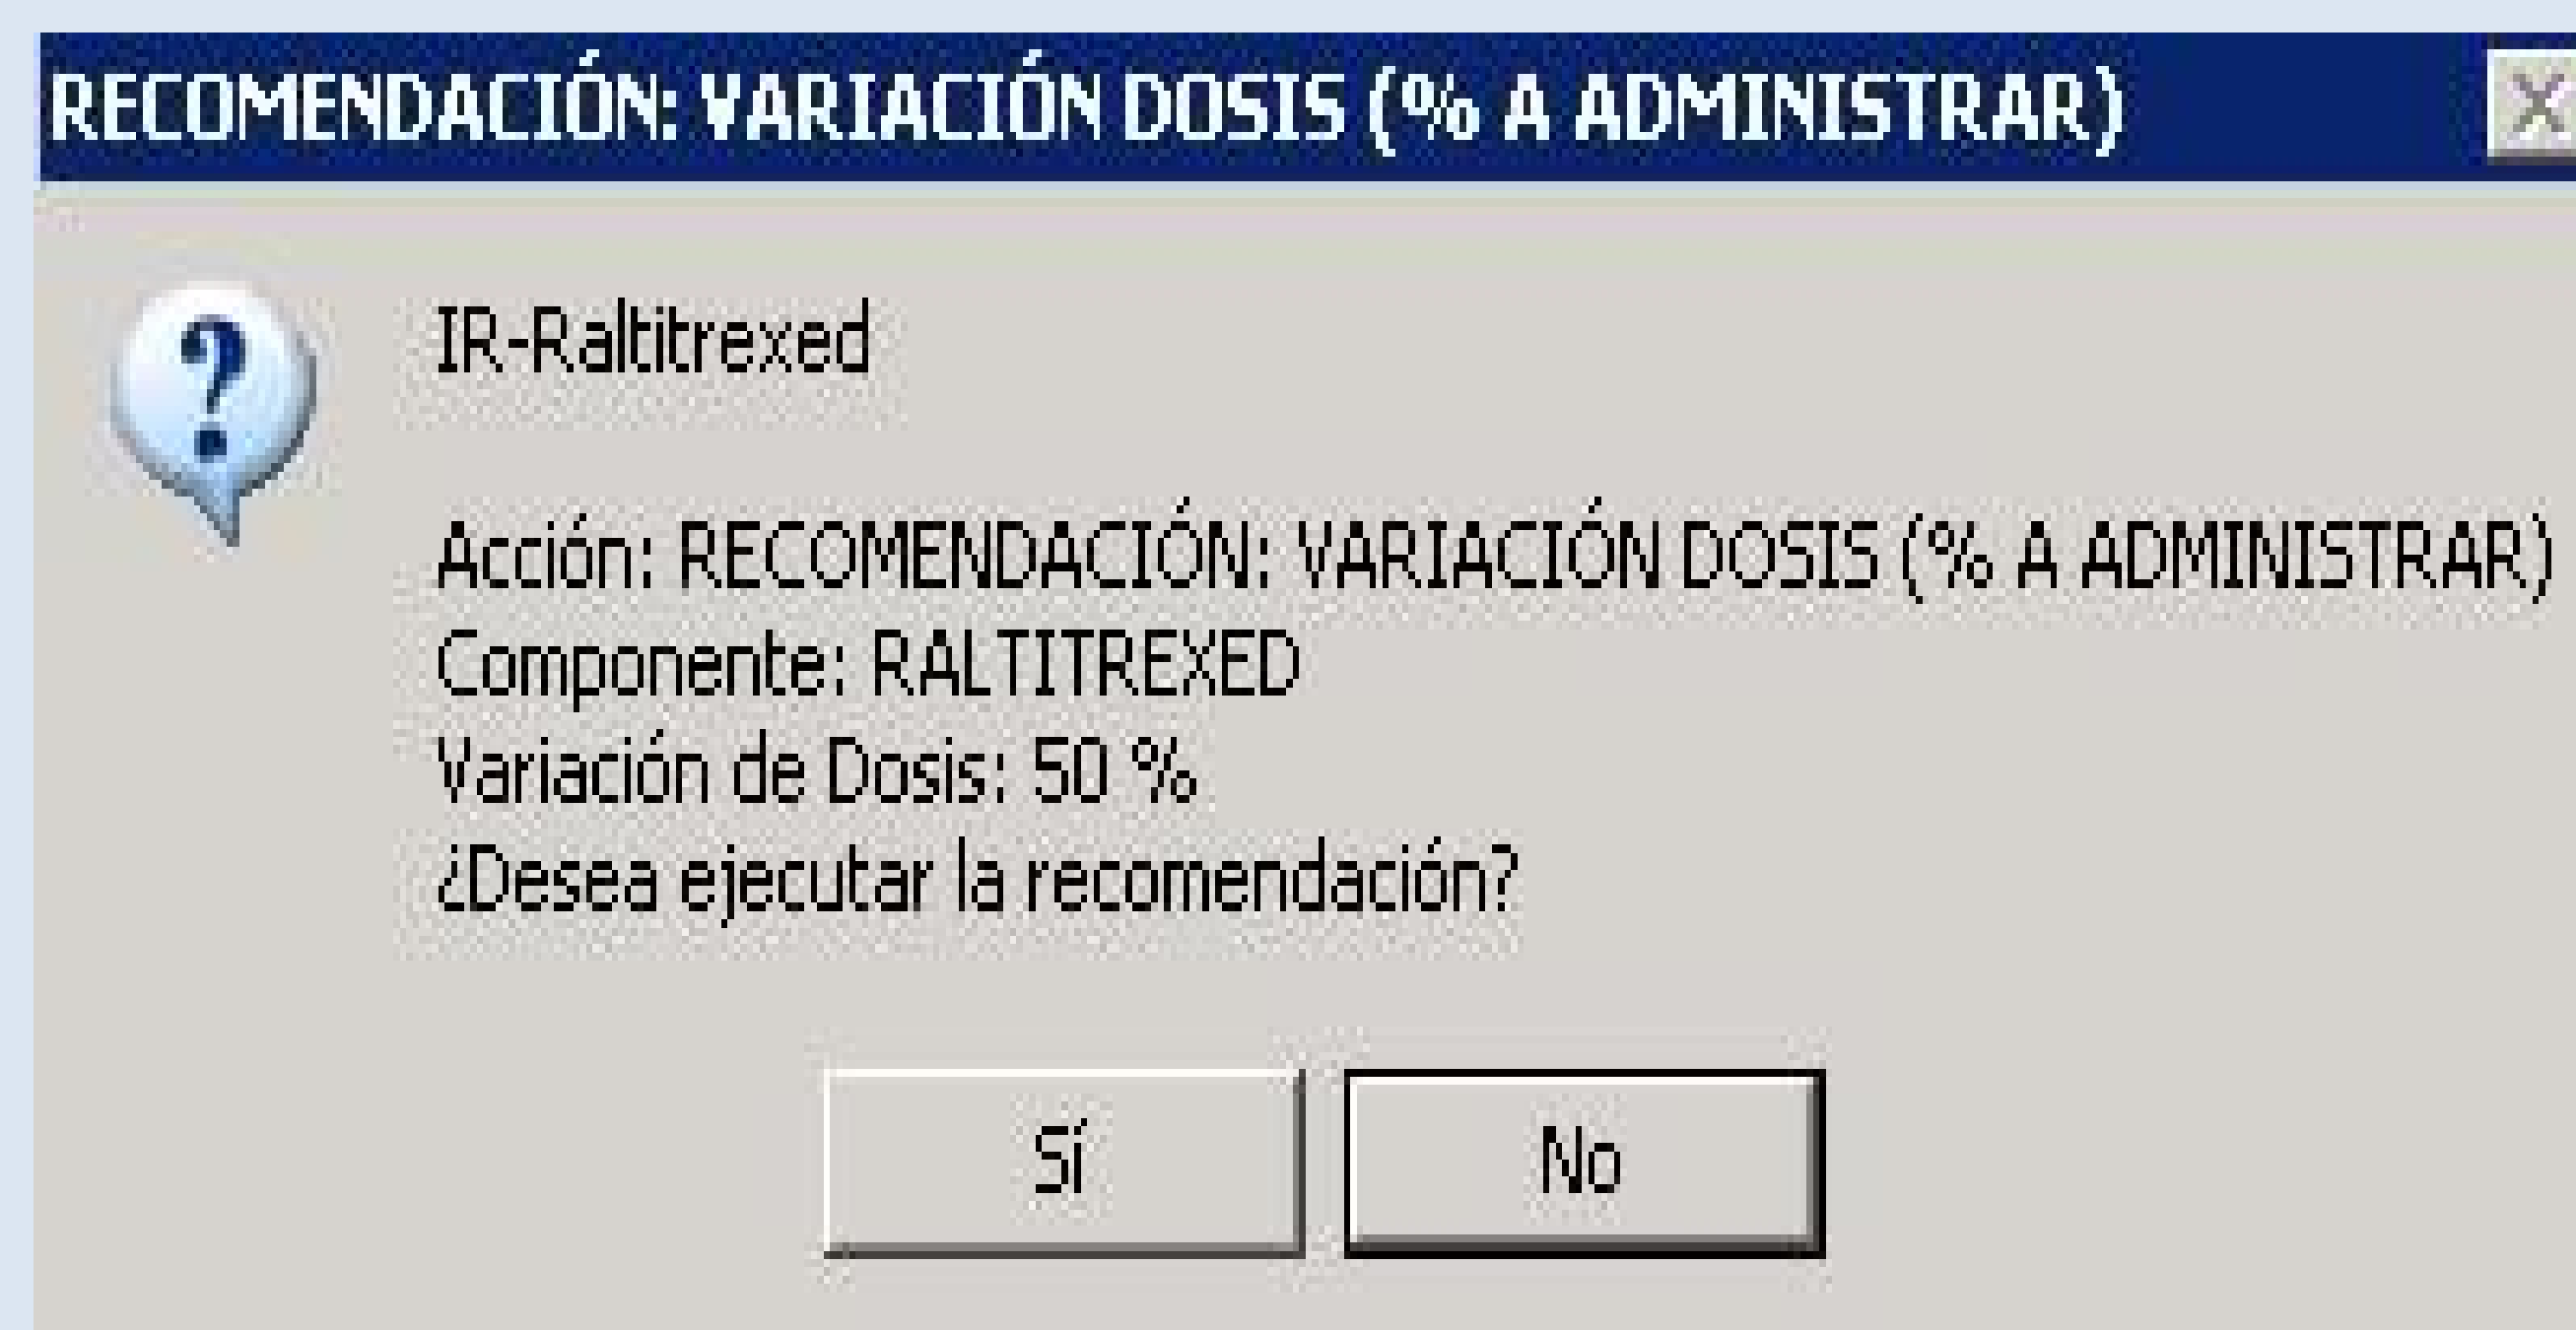 RECOMENDACIÓN: VARIACIÓN DOSIS (% A ADMINISTRAR)
IR-Raltitrexed
Acción: RECOMENDACIÓN: VARIACIÓN DOSIS (% A ADMINISTRAR)
Componente: RALTITREXED
Variación de Dosis: 50 %
¿Desea ejecutar la recomendación?
Sí
No